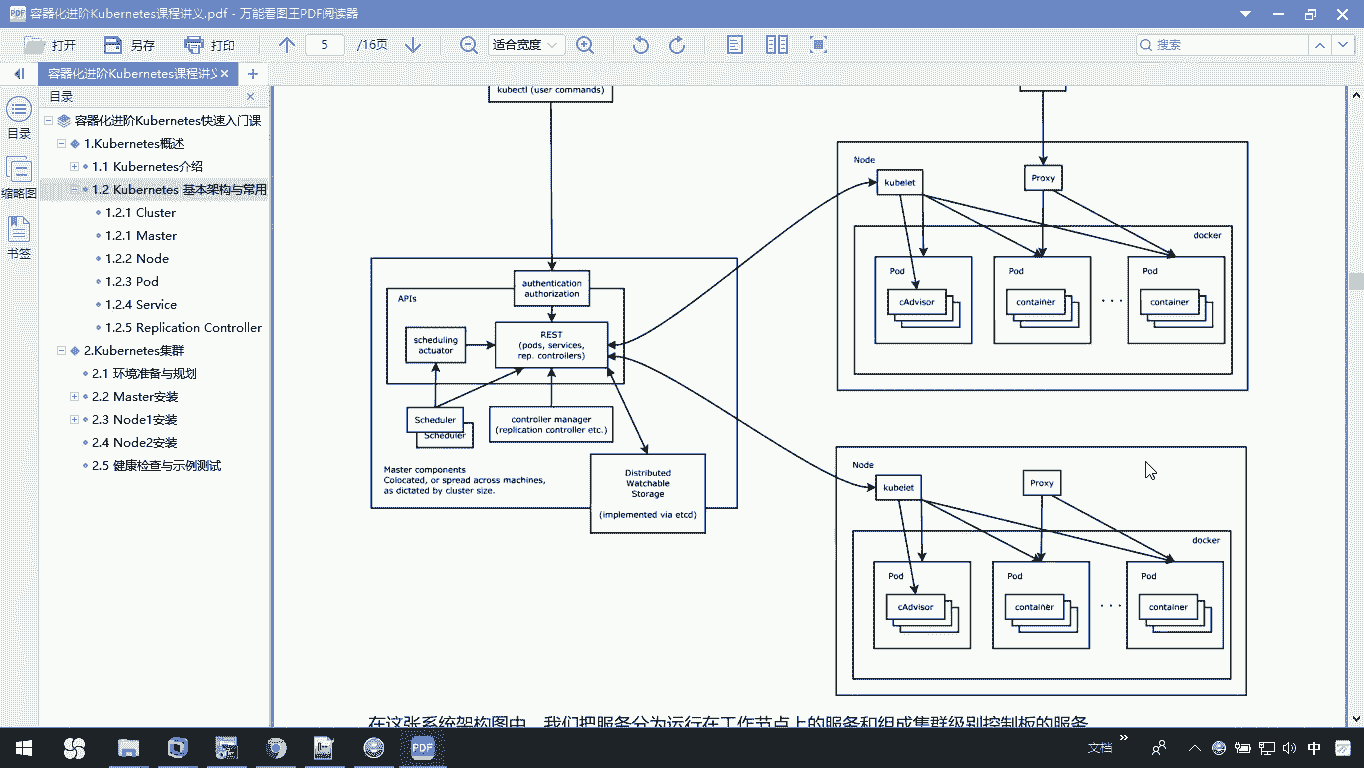 容器化进阶Kubernetes课程讲义.pdf - 万能看图王PDF阅读器
打开
另存
打印
5
/16页
适合宽度
搜索
容器化进阶Kubernetes课程讲义
目录
目录
缩略图
书签
容器化进阶Kubernetes快速入门课
1.Kubernetes概述
1.1 Kubernetes介绍
1.2 Kubernetes 基本架构与常用
1.2.1 Cluster
1.2.1 Master
1.2.2 Node
1.2.3 Pod
1.2.4 Service
1.2.5 Replication Controller
2.Kubernetes集群
2.1 环境准备与规划
2.2 Master安装
2.3 Node1安装
2.4 Node2安装
2.5 健康检查与示例测试
kubectl (user commands)
authentication
authorization
APIs
scheduling
actuator
REST
(pods, services,
rep. controllers)
Scheduler
Scheduler
controller manager
(replication controller etc.)
Master components
Colocated, or spread across machines,
as dictated by cluster size.
Distributed
Watchable
Storage
(implemented via etcd)
Node
kubelet
Proxy
docker
Pod
cAdvisor
Pod
container
· · ·
Pod
container
Node
kubelet
Proxy
docker
Pod
cAdvisor
Pod
container
· · ·
Pod
container
在这张系统架构图中，我们把服务分为运行在工作节点上的服务和组成集群级别控制板的服务
PDF
文档
中